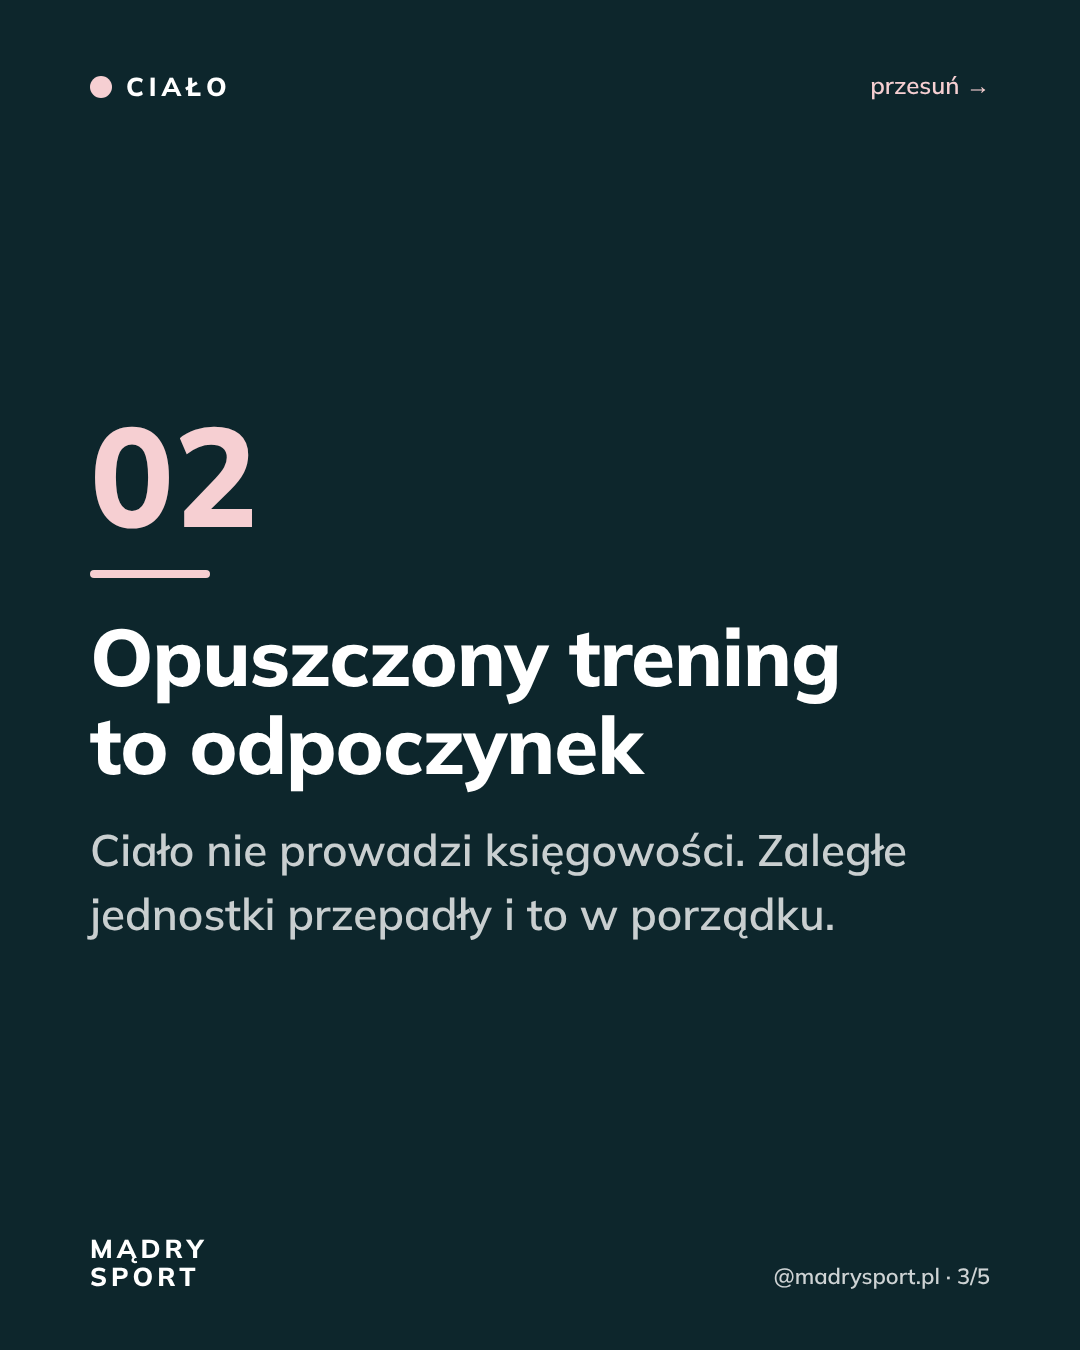 CIAŁO
przesuń →
02
Opuszczony trening
to odpoczynek
Ciało nie prowadzi księgowości. Zaległe
jednostki przepadły i to w porządku.
MĄDRY
SPORT
@madrysport.pl · 3/5